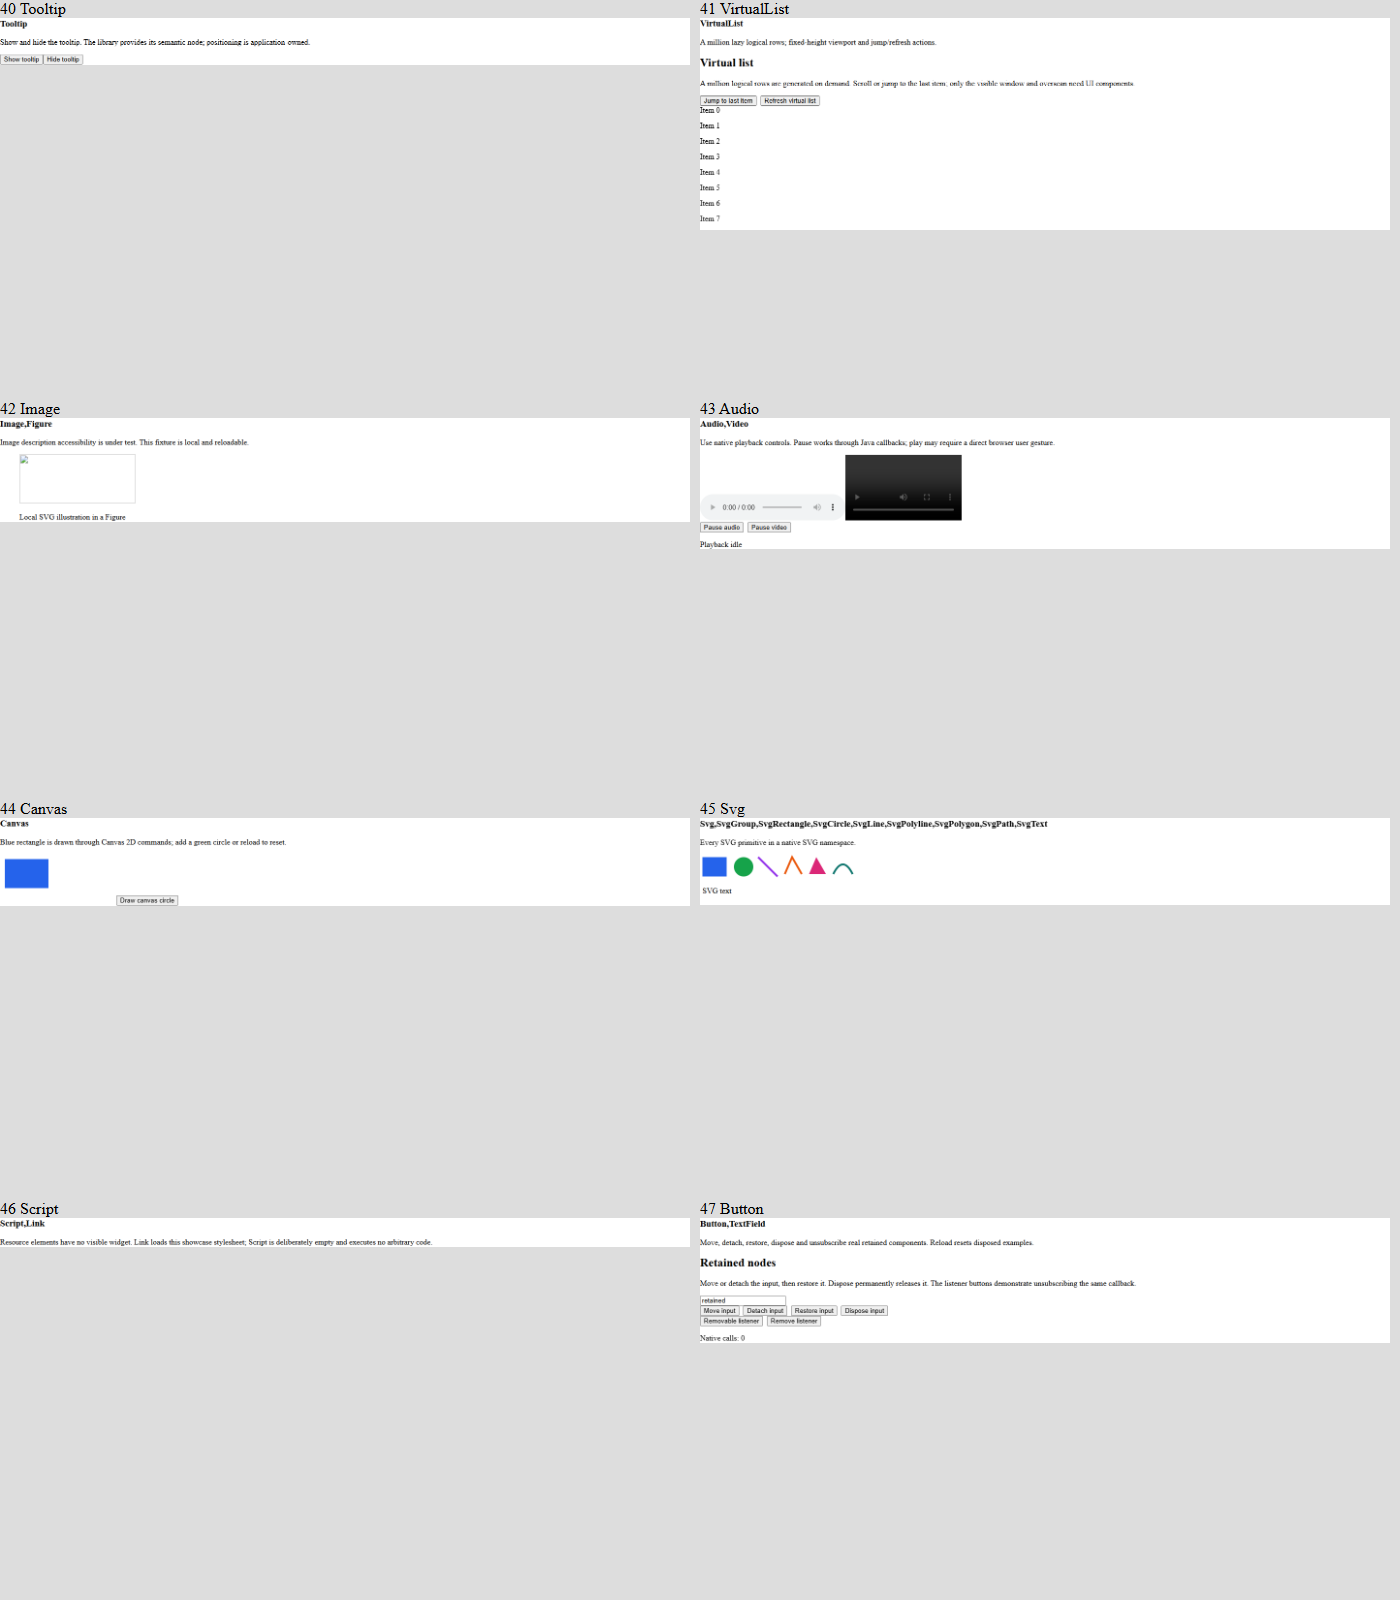 40 Tooltip
Tooltip
Show and hide the tooltip. The library provides its semantic node; positioning is application owned.
Show tooltip Hide tooltip
41 VirtualList
VirtualList
A million lazy logical rows; fixed-height viewport and jump/refresh actions.
Virtual list
A million logical rows are generated on demand. Scroll or jump to the last item, only the visible window and overscan need UI components.
Jump to last item Refresh virtual list
Item 0
Item 1
Item 2
Item 3
Item 4
Item 5
Item 6
Item 7
42 Image
Image,Figure
Image description accessibility is under test. This fixture is local and reloadable.
Local SVG illustration in a Figure
43 Audio
Audio,Video
Use native playback controls. Pause works through Java callbacks; play may require a direct browser user gesture.
0:00 / 0:00
Pause audio Pause video
Playback idle
44 Canvas
Canvas
Blue rectangle is drawn through Canvas 2D commands; add a green circle or reload to reset.
Draw canvas circle
45 Svg
Svg,SvgGroup,SvgRectangle,SvgCircle,SvgLine,SvgPolyline,SvgPolygon,SvgPath,SvgText
Every SVG primitive in a native SVG namespace.
SVG text
46 Script
Script,Link
Resource elements have no visible widget. Link loads this showcase stylesheet; Script is deliberately empty and executes no arbitrary code.
47 Button
Button,TextField
Move, detach, restore, dispose and unsubscribe real retained components. Reload resets disposed examples.
Retained nodes
Move or detach the input, then restore it. Dispose permanently releases it. The listener buttons demonstrate unsubscribing the same callback.
retained
Move input Detach input Restore input Dispose input
Removable listener Remove listener
Native calls: 0